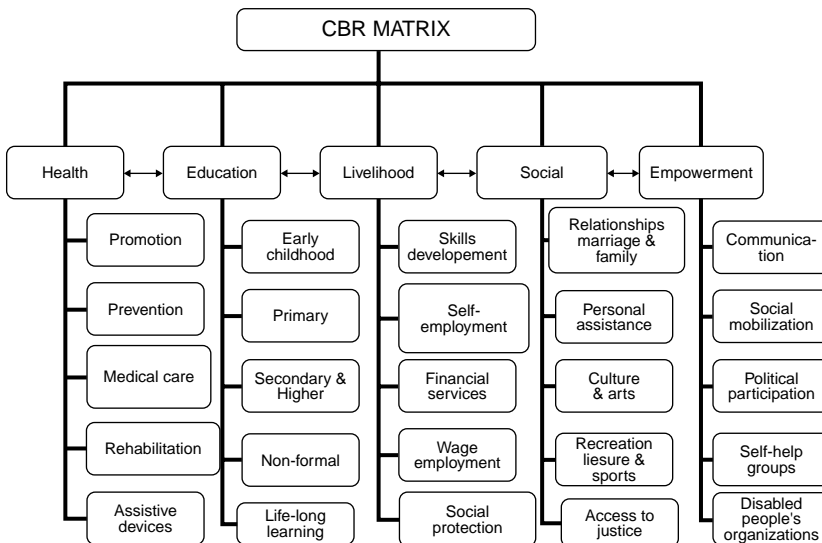 CBR MATRIX
Health
Education
Livelihood
Social
Empowerment
Promotion
Prevention
Medical care
Rehabilitation
Assistive
devices
Early
childhood
Primary
Secondary &
Higher
Non-formal
Life-long
learning
Skills
developement
Self-
employment
Financial
services
Wage
employment
Social
protection
Relationships
marriage &
family
Personal
assistance
Culture
& arts
Recreation
liesure &
sports
Access to
justice
Communica-
tion
Social
mobilization
Political
participation
Self-help
groups
Disabled
people's
organizations